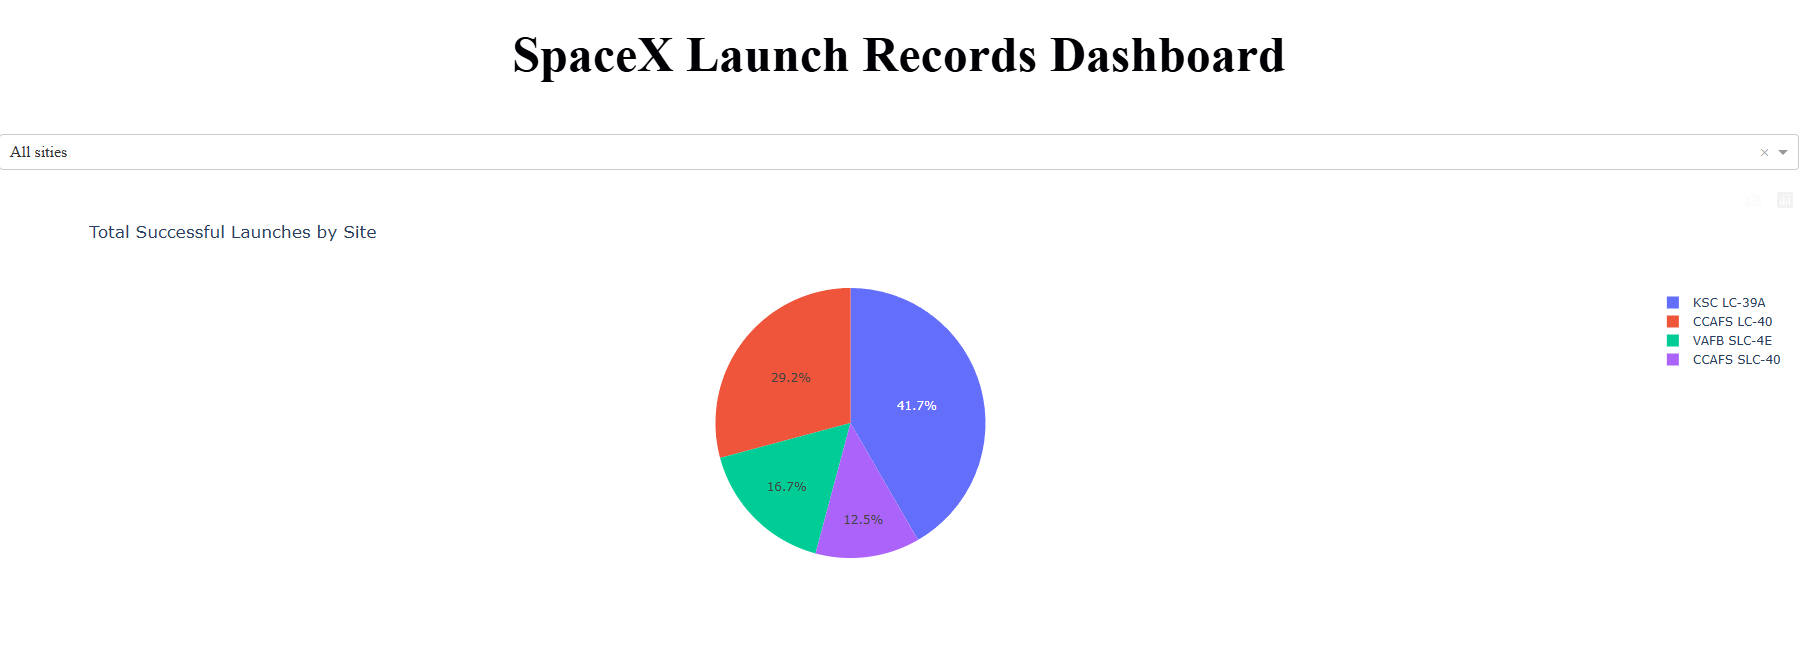 SpaceX Launch Records Dashboard
All sities
Total Successful Launches by Site
29.2%
41.7%
16.7%
12.5%
KSC LC-39A
CCAFS LC-40
VAFB SLC-4E
CCAFS SLC-40